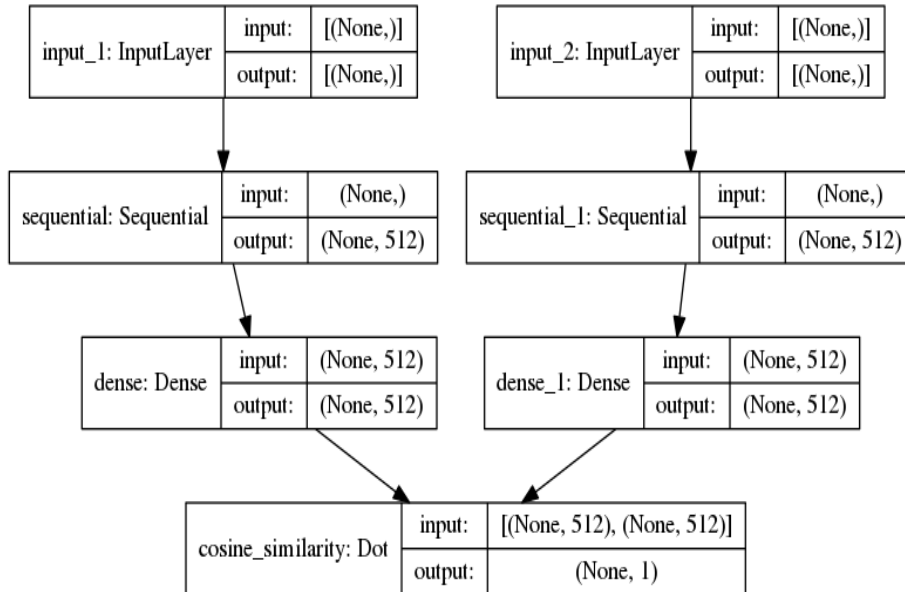 input_1: InputLayer
input: [(None,)]
output: [(None,)]
input_2: InputLayer
input: [(None,)]
output: [(None,)]
sequential: Sequential
input: (None,)
output: (None, 512)
sequential_1: Sequential
input: (None,)
output: (None, 512)
dense: Dense
input: (None, 512)
output: (None, 512)
dense_1: Dense
input: (None, 512)
output: (None, 512)
cosine_similarity: Dot
input: [(None, 512), (None, 512)]
output: (None, 1)